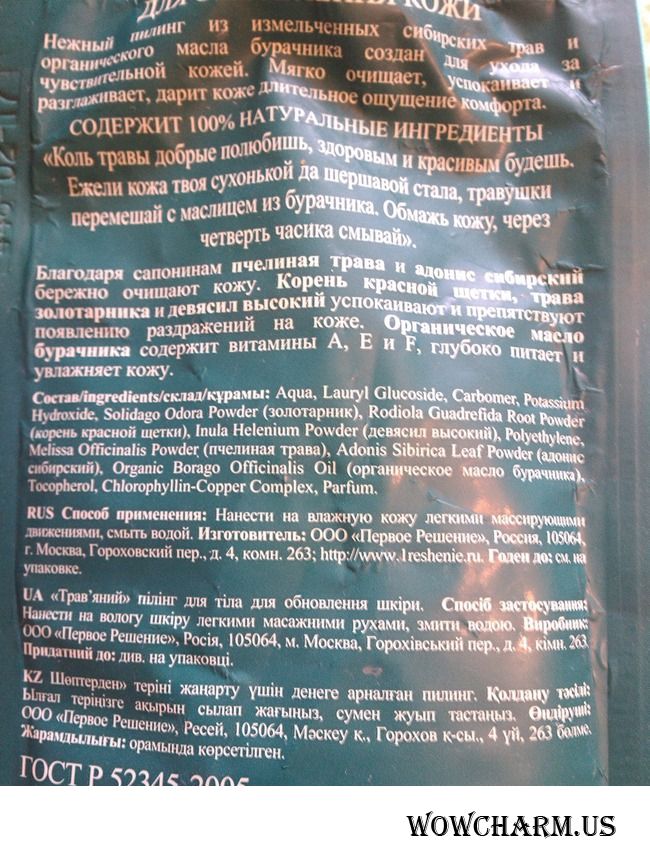 ДЛЯ КОЖИ
Нежный пилинг из измельченных сибирских трав и
органического масла бурачника создан для ухода за
чувствительной кожей. Мягко очищает, успокаивает и
разглаживает, дарит коже длительное ощущение комфорта.
СОДЕРЖИТ 100% НАТУРАЛЬНЫЕ ИНГРЕДИЕНТЫ
«Коль травы добрые полюбишь, здоровым и красивым будешь.
Ежели кожа твоя сухонькой да шершавой стала, травушки
перемешай с маслицем из бурачника. Обмажь кожу, через
четверть часика смывай».
Благодаря сапонинам пчелиная трава и адонис сибирский
бережно очищают кожу. Корень красной щетки, трава
золотарника и девясил высокий успокаивают и препятствуют
появлению раздражений на коже. Органическое масло
бурачника содержит витамины А, Е и F, глубоко питает и
увлажняет кожу.
Состав/ingredients/склад/құрамы: Aqua, Lauryl Glucoside, Carbomer, Potassium
Hydroxide, Solidago Odora Powder (золотарник), Rodiola Guadrefida Root Powder
(корень красной щетки), Inula Helenium Powder (девясил высокий), Polyethylene,
Melissa Officinalis Powder (пчелиная трава), Adonis Sibirica Leaf Powder (адонис
сибирский), Organic Borago Officinalis Oil (органическое масло бурачника),
Tocopherol, Chlorophyllin-Copper Complex, Parfum.
RUS Способ применения: Нанести на влажную кожу легкими массирующими
движениями, смыть водой. Изготовитель: ООО «Первое Решение», Россия, 105064,
г. Москва, Гороховский пер., д. 4, комн. 263; http://www.1reshenie.ru. Годен до: см. на
упаковке.
UA «Трав’яний» пілінг для тіла для обновлення шкіри. Спосіб застосування:
Нанести на вологу шкіру легкими масажними рухами, змити водою. Виробник:
ООО «Первое Решение», Росія, 105064, м. Москва, Горохівський пер., д. 4, кімн. 263.
Придатний до: див. на упаковці.
KZ Шөптерден» теріні жаңарту үшін денеге арналған пилинг. Қолдану тәсілі:
Ылғал терінізге ақырын сылап жағыңыз, сумен жуып тастаңыз. Өндіруші:
ООО «Первое Решение», Ресей, 105064, Мәскеу қ., Горохов қ-сы., 4 үй, 263 бөлме.
Жарамдылығы: орамында көрсетілген.
ГОСТ Р 52345-2005
WOWCHARM.US